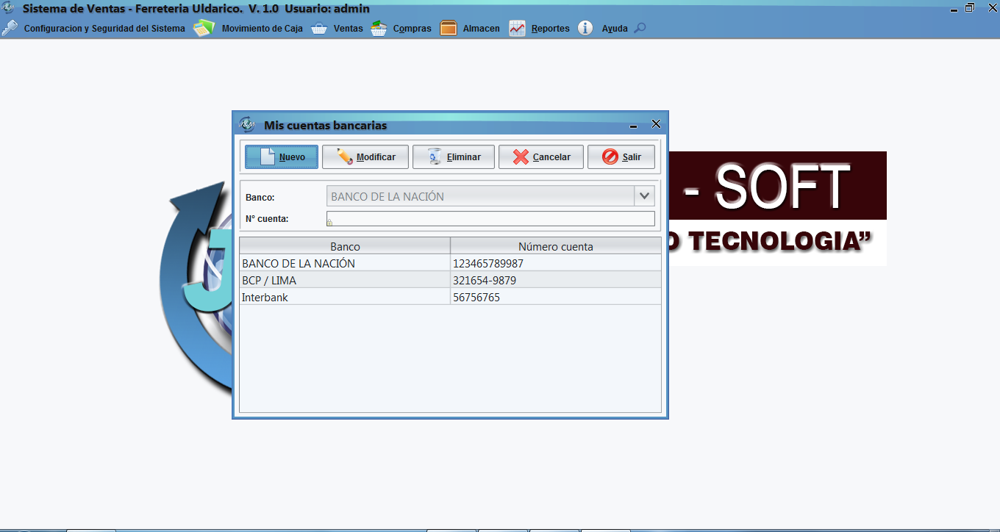 Sistema de Ventas - Ferreteria Uldarico. V. 1.0 Usuario: admin
Configuracion y Seguridad del Sistema Movimiento de Caja Ventas Compras Almacen Reportes Ayuda
Mis cuentas bancarias
Nuevo Modificar Eliminar Cancelar Salir
Banco: BANCO DE LA NACIÓN
N° cuenta:
Banco Número cuenta
BANCO DE LA NACIÓN 123465789987
BCP / LIMA 321654-9879
Interbank 56756765
- SOFT
TECNOLOGIA”